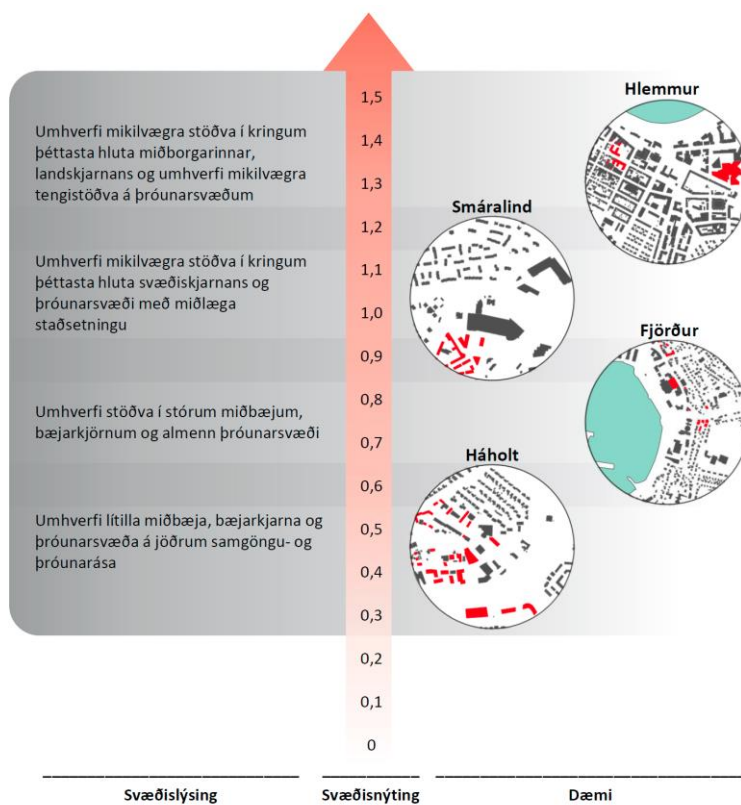 Hlemmur
1,5
Umhverfi mikilvægra stöðva í kringum
þéttasta hluta miðborgarinnar,
landskjarnans og umhverfi mikilvægra
tengistöðva á þróunarsvæðum
1,4
1,3
1,2
Smáralind
Umhverfi mikilvægra stöðva í kringum
þéttasta hluta svæðiskjarnans og
þróunarsvæði með miðlæga
staðsetningu
1,1
1,0
0,9
Fjörður
Umhverfi stöðva í stórum miðbæjum,
bæjarkjörnum og almenn þróunarsvæði
0,8
0,7
Háholt
0,6
Umhverfi lítilla miðbæja, bæjarkjarna og
þróunarsvæða á jöðrum samgöngu- og
þróunarása
0,5
0,4
0,3
0,2
0,1
0
Svæðislýsing
Svæðisnýting
Dæmi